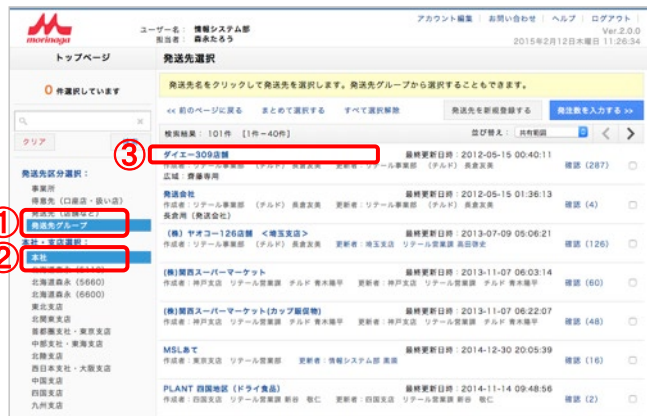 morinaga
ユーザー名： 情報システム部
担当者： 森永たろう
アカウント編集 | お問い合わせ | ヘルプ | ログアウト |
Ver.2.0.0
2015年2月12日木曜日 11:26:34
トップページ
発送先選択
0 件選択しています
発送先名をクリックして発送先を選択します。発送先グループから選択することもできます。
<< 前のページに戻る まとめて選択する すべて選択解除 発送先を新規登録する 発注数を入力する >>
検索結果： 101件 [1件－40件] 並び替え： 共有範囲
クリア
③
ダイエー309店舗 最終更新日時：2012-05-15 00:40:11
作成者：リテール事業部 （チルド） 長倉友美 更新者：リテール事業部 （チルド） 長倉友美 確認 (287)
広域：齋藤専用
発送会社 最終更新日時：2012-05-15 01:36:13
作成者：リテール事業部 （チルド） 長倉友美 更新者：リテール事業部 （チルド） 長倉友美 確認 (4)
長倉用（発送会社）
（株）ヤオコー126店舗 ＜埼玉支店＞ 最終更新日時：2013-07-09 05:06:21
作成者：リテール事業部 （チルド） 長倉友美 更新者：埼玉支店 リテール営業課 高田 確認 (126)
(株)関西スーパーマーケット 最終更新日時：2013-11-07 06:03:14
作成者：神戸支店 リテール営業課 チルド 青木陽平 更新者：神戸支店 リテール営業課 チルド 青木陽平 確認 (60)
(株)関西スーパーマーケット(カップ販促物) 最終更新日時：2013-11-07 06:22:07
作成者：神戸支店 リテール営業課 チルド 青木陽平 更新者：神戸支店 リテール営業課 チルド 青木陽平 確認 (48)
MSLあて 最終更新日時：2014-12-30 20:05:39
作成者：東京支店 リテール営業部 更新者：情報システム部 確認 (16)
PLANT 四国地区（ドライ食品） 最終更新日時：2014-11-14 09:48:56
作成者：四国支店 リテール営業課 新谷 敬仁 更新者：四国支店 リテール営業課 新谷 敬仁 確認 (2)
発送先区分選択：
事業所
得意先（口座店・扱い店）
発送先（店舗など）
①
発送先グループ
本社・支店選択：
②
本社
北海道森永（5110）
北海道森永（5660）
北海道森永（6600）
東北支店
北関東支店
首都圏支社・東京支店
中部支社・東海支店
北陸支店
西日本支社・大阪支店
中国支店
四国支店
九州支店